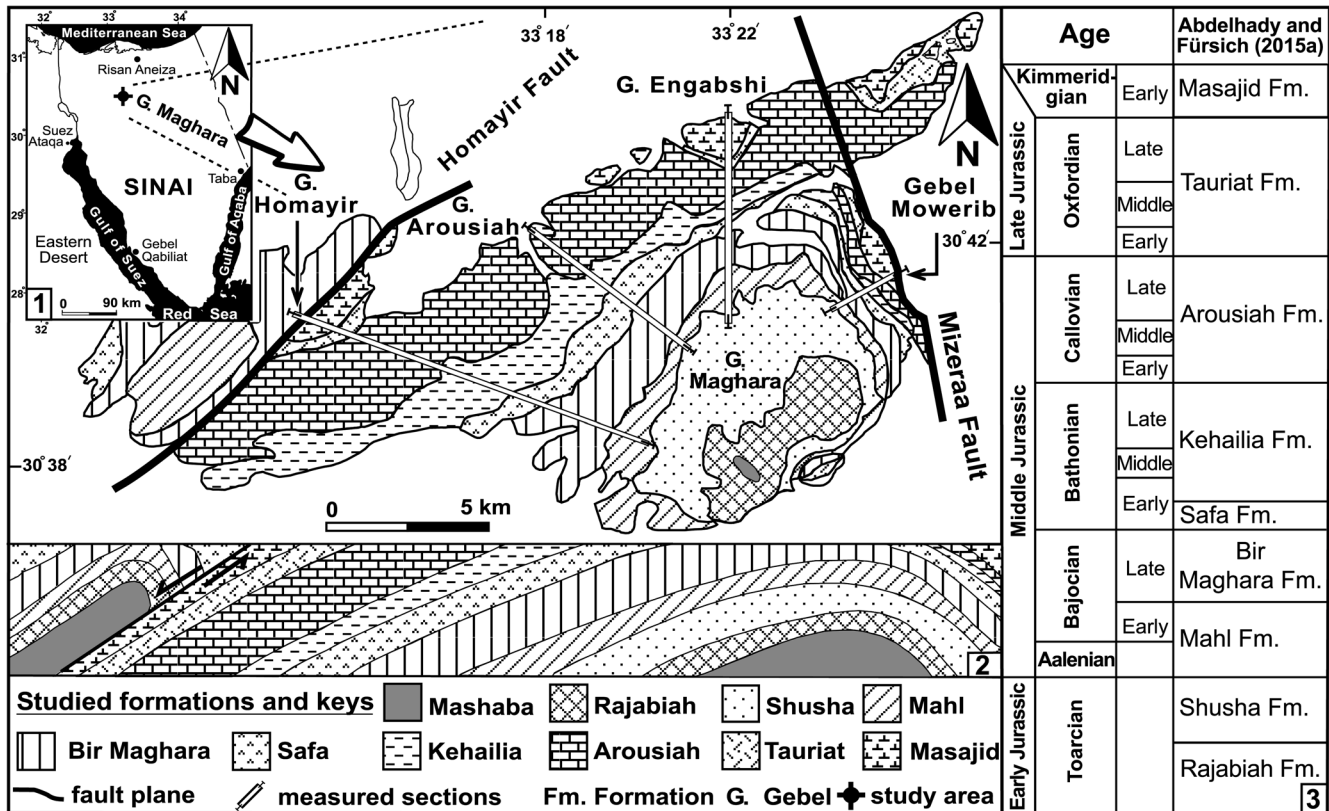 32°
33
34
Mediterranean Sea
31
Risan Aneiza
N
G. Maghara
30
Suez
Ataqa
SINAI
Taba
29
Gulf of Suez
Gulf of Aqaba
Eastern
Desert
Gebel
Qabiliat
28
1
0 90 km
Red Sea
32
33°18′
33°22′
G. Engabshi
Homayir Fault
N
G.
Homayir
G.
Arousiah
Gebel
Mowerib
30°42′
G.
Maghara
Mizeraa Fault
30°38′
0 5 km
2
Studied formations and keys
Mashaba
Rajabiah
Shusha
Mahl
Bir Maghara
Safa
Kehailia
Arousiah
Tauriat
Masajid
fault plane
measured sections
Fm. Formation
G. Gebel
study area
Age
Abdelhady and
Fürsich (2015a)
Late Jurassic
Kimmerid-
gian
Early
Masajid Fm.
Oxfordian
Late
Middle
Early
Tauriat Fm.
Middle Jurassic
Callovian
Late
Middle
Early
Arousiah Fm.
Bathonian
Late
Middle
Early
Kehailia Fm.
Safa Fm.
Bajocian
Late
Early
Bir
Maghara Fm.
Mahl Fm.
Aalenian
Early Jurassic
Toarcian
Shusha Fm.
Rajabiah Fm.
3